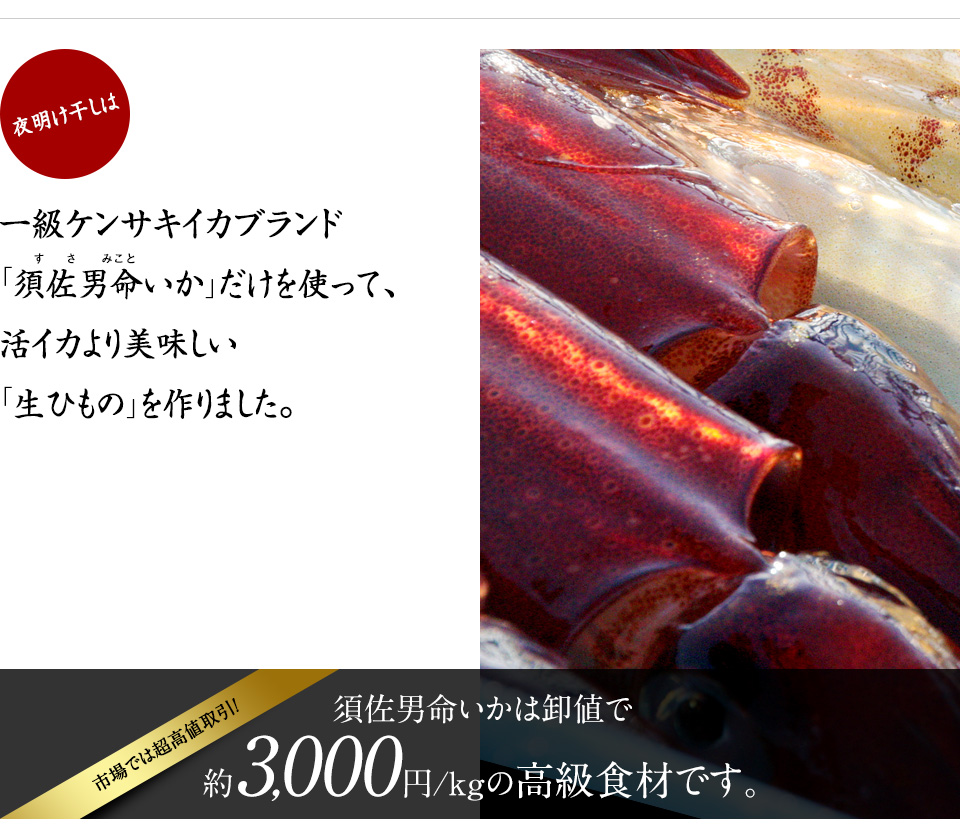 夜明け干しは
一級ケンサキイカブランド
すさみこと
「須佐男命いか」だけを使って、
活イカより美味しい
「生ひもの」を作りました。
市場では超高値取引!
須佐男命いかは卸値で
約3,000円/kgの高級食材です。